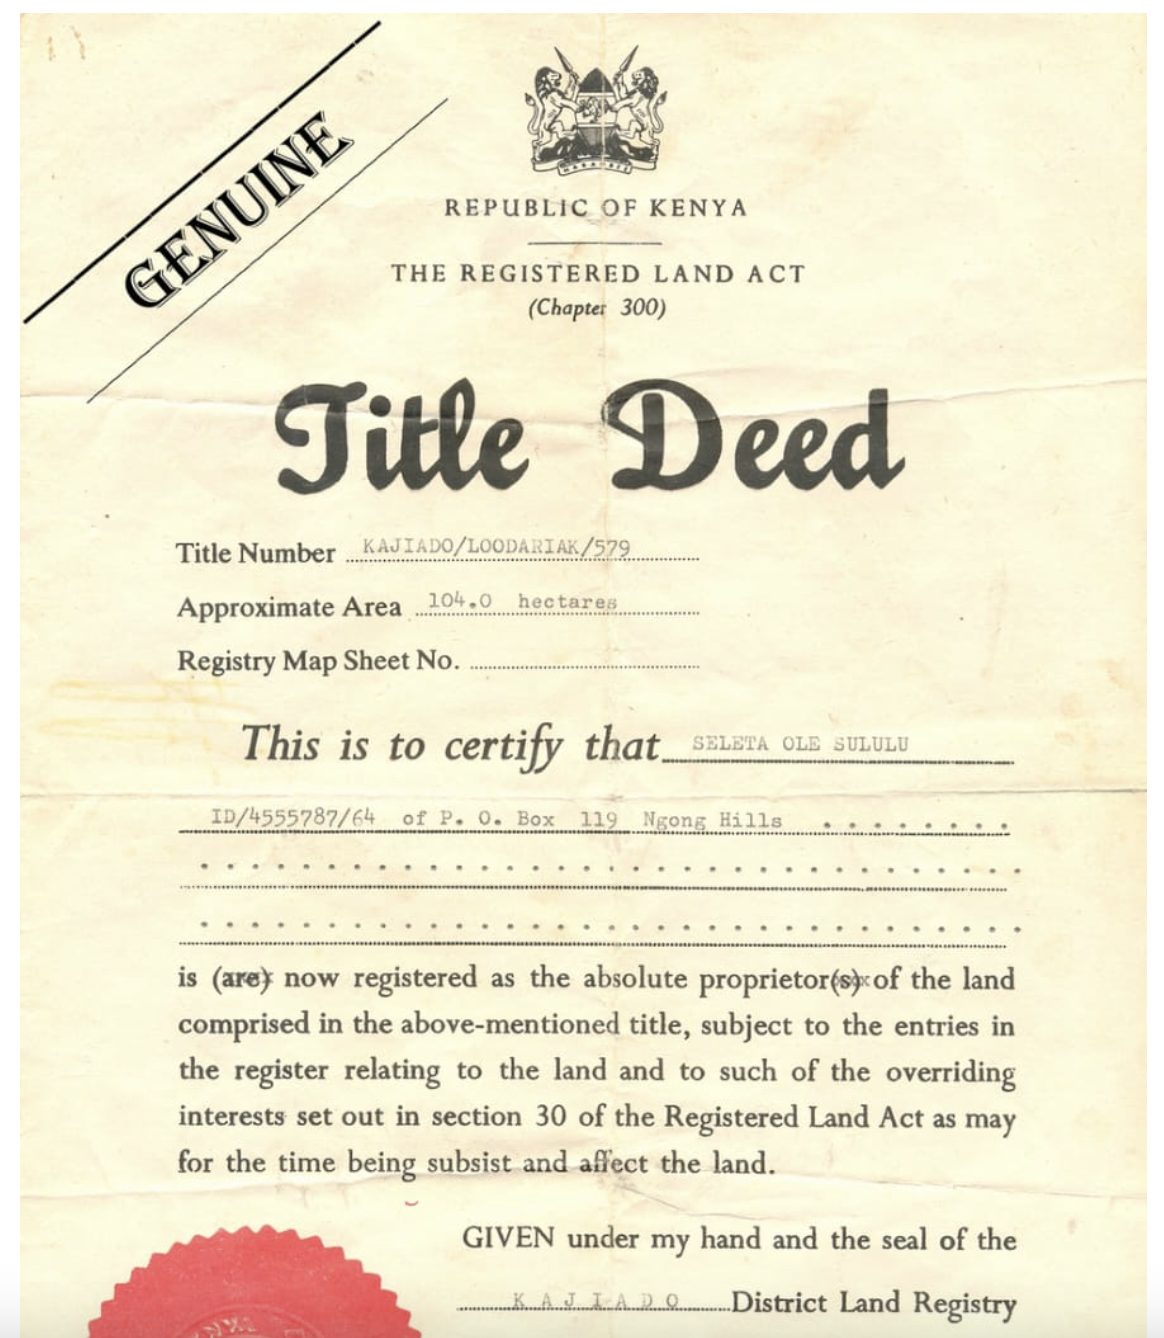 GENUINE
HARAMBEE
REPUBLIC OF KENYA
THE REGISTERED LAND ACT
(Chapter 300)
Title Deed
Title Number KAJIADO/LOODARIAK/579
Approximate Area 104.0 hectares
Registry Map Sheet No.
This is to certify that SELETA OLE SULULU
ID/4555787/64 of P. O. Box 119 Ngong Hills
is (are) now registered as the absolute proprietor(s) of the land
comprised in the above-mentioned title, subject to the entries in
the register relating to the land and to such of the overriding
interests set out in section 30 of the Registered Land Act as may
for the time being subsist and affect the land.
GIVEN under my hand and the seal of the
KAJIADO District Land Registry